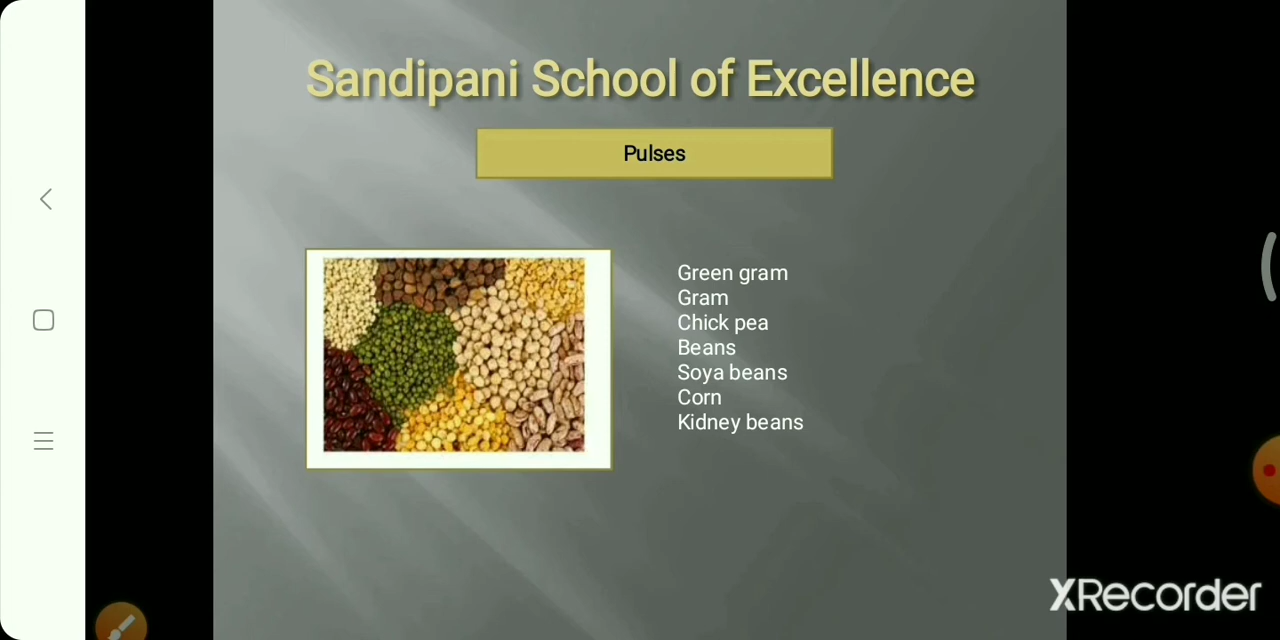 Sandipani School of Excellence
Pulses
Green gram
Gram
Chick pea
Beans
Soya beans
Corn
Kidney beans
XRecorder